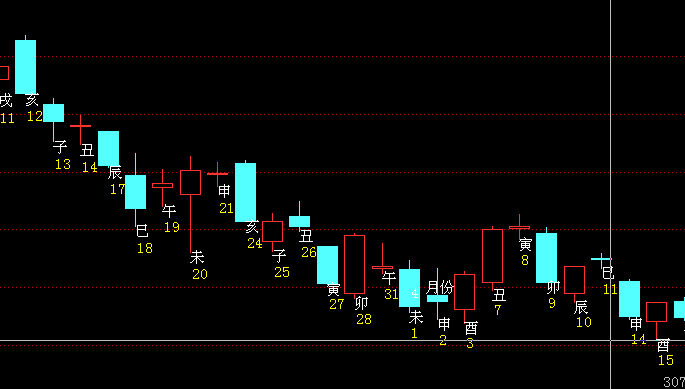 戌
11
亥
12
子
13
丑
14
辰
17
巳
18
午
19
未
20
申
21
亥
24
子
25
丑
26
寅
27
卯
28
午
31
未
1
4 月份
申
2
酉
3
丑
7
寅
8
卯
9
辰
10
巳
11
申
14
酉
15
307